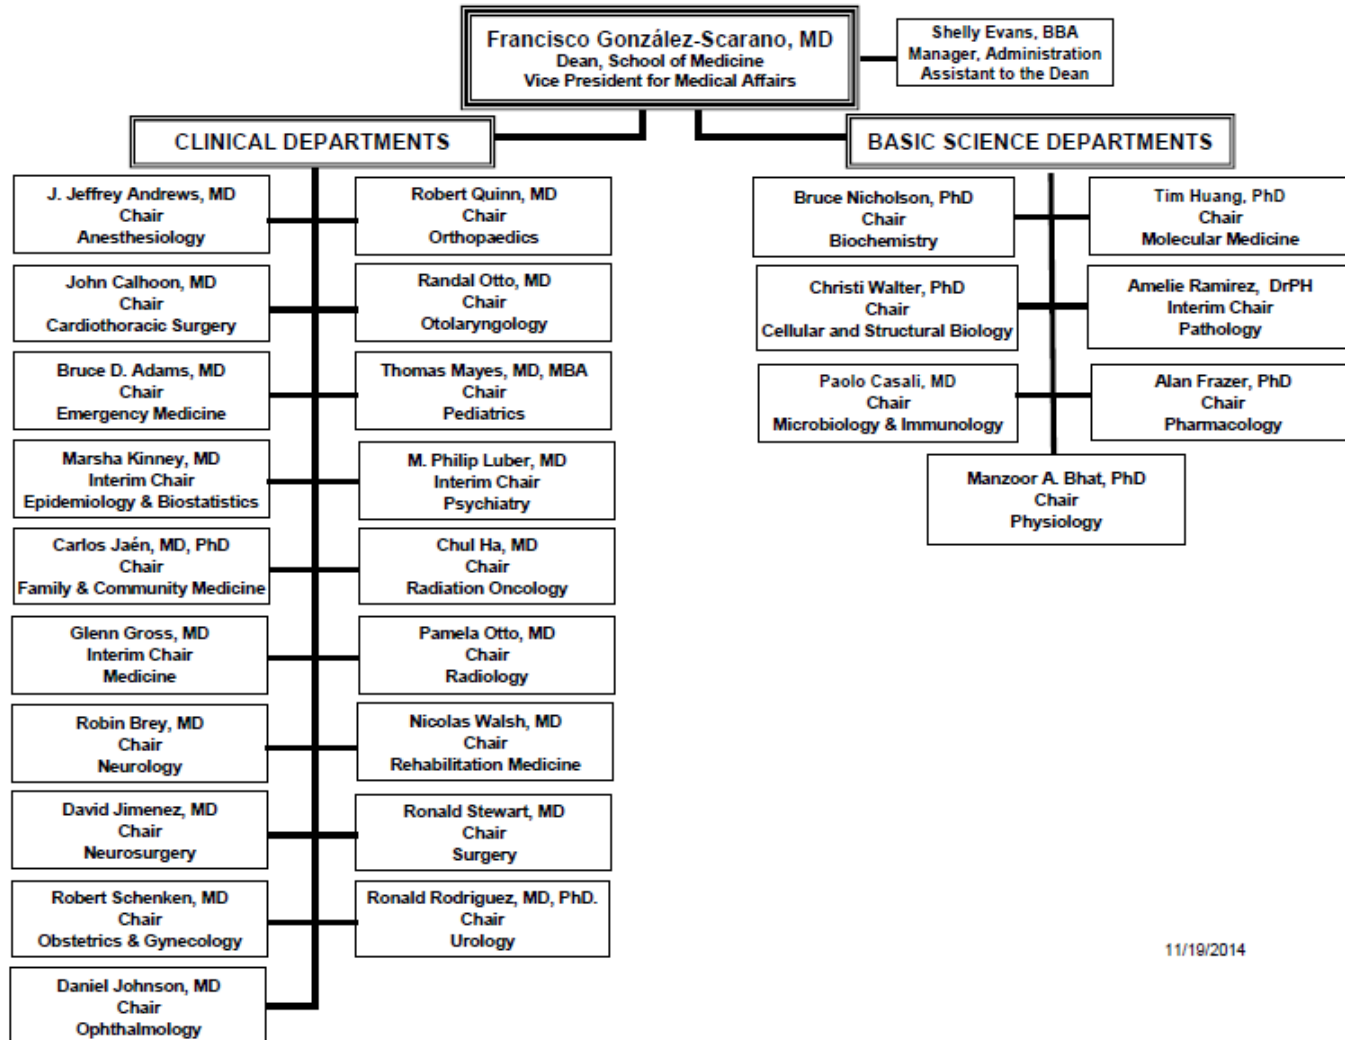 Francisco González-Scarano, MD
Dean, School of Medicine
Vice President for Medical Affairs
Shelly Evans, BBA
Manager, Administration
Assistant to the Dean
CLINICAL DEPARTMENTS
J. Jeffrey Andrews, MD
Chair
Anesthesiology
Robert Quinn, MD
Chair
Orthopaedics
John Calhoon, MD
Chair
Cardiothoracic Surgery
Randal Otto, MD
Chair
Otolaryngology
Bruce D. Adams, MD
Chair
Emergency Medicine
Thomas Mayes, MD, MBA
Chair
Pediatrics
Marsha Kinney, MD
Interim Chair
Epidemiology & Biostatistics
M. Philip Luber, MD
Interim Chair
Psychiatry
Carlos Jaén, MD, PhD
Chair
Family & Community Medicine
Chul Ha, MD
Chair
Radiation Oncology
Glenn Gross, MD
Interim Chair
Medicine
Pamela Otto, MD
Chair
Radiology
Robin Brey, MD
Chair
Neurology
Nicolas Walsh, MD
Chair
Rehabilitation Medicine
David Jimenez, MD
Chair
Neurosurgery
Ronald Stewart, MD
Chair
Surgery
Robert Schenken, MD
Chair
Obstetrics & Gynecology
Ronald Rodriguez, MD, PhD.
Chair
Urology
Daniel Johnson, MD
Chair
Ophthalmology
BASIC SCIENCE DEPARTMENTS
Bruce Nicholson, PhD
Chair
Biochemistry
Tim Huang, PhD
Chair
Molecular Medicine
Christi Walter, PhD
Chair
Cellular and Structural Biology
Amelie Ramirez, DrPH
Interim Chair
Pathology
Paolo Casali, MD
Chair
Microbiology & Immunology
Alan Frazer, PhD
Chair
Pharmacology
Manzoor A. Bhat, PhD
Chair
Physiology
11/19/2014